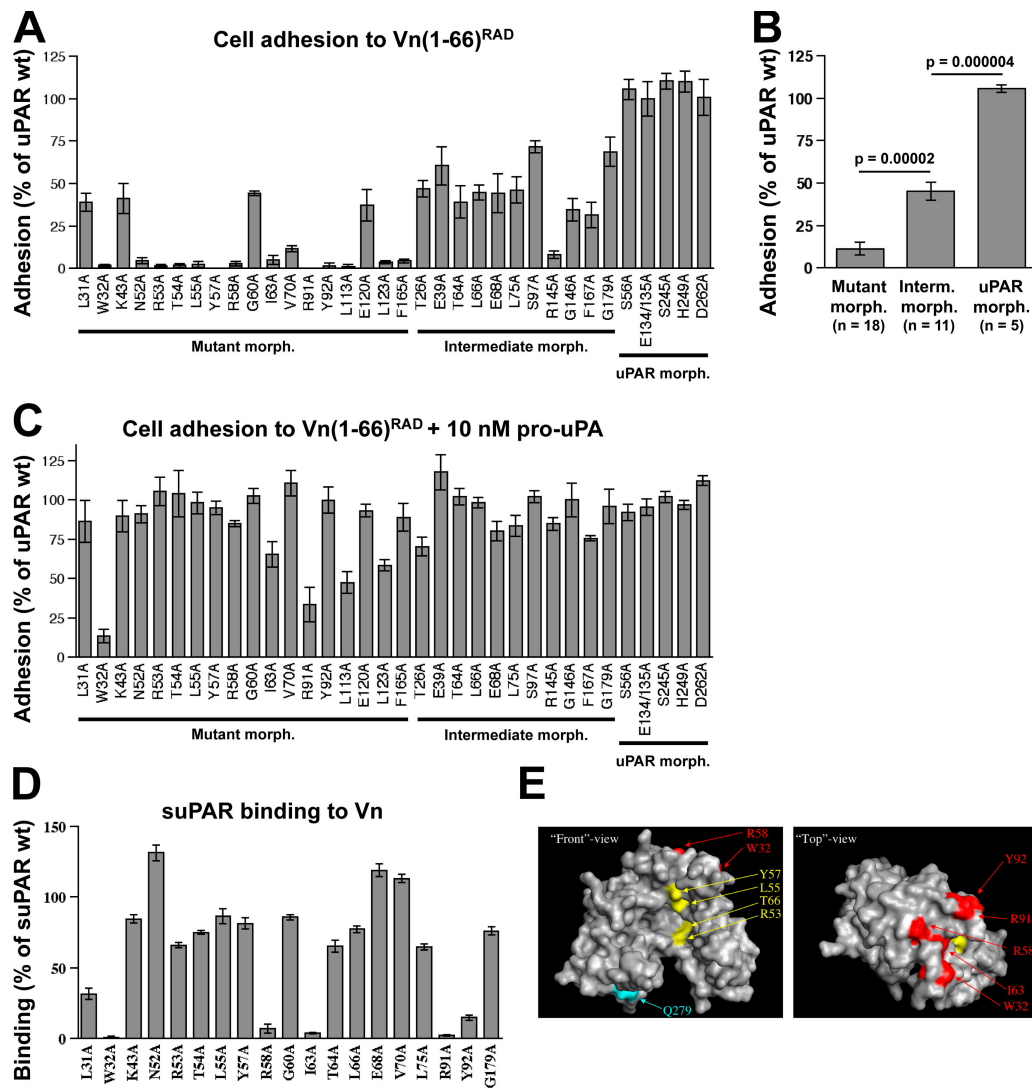 A
Cell adhesion to Vn(1-66)RAD
Adhesion (% of uPAR wt)
125
100
75
50
25
0
L31A
W32A
K43A
N52A
R53A
T54A
L55A
Y57A
R58A
G60A
I63A
V70A
R91A
Y92A
L113A
E120A
L123A
F165A
T26A
E39A
T64A
L66A
E68A
L75A
S97A
R145A
G146A
F167A
G179A
S56A
E134/I135A
S245A
H249A
D262A
Mutant morph.
Intermediate morph.
uPAR morph.
B
Adhesion (% of uPAR wt)
125
100
75
50
25
0
p = 0.000004
p = 0.00002
Mutant morph. (n = 18)
Interm. morph. (n = 11)
uPAR morph. (n = 5)
C
Cell adhesion to Vn(1-66)RAD + 10 nM pro-uPA
Adhesion (% of uPAR wt)
125
100
75
50
25
0
L31A
W32A
K43A
N52A
R53A
T54A
L55A
Y57A
R58A
G60A
I63A
V70A
R91A
Y92A
L113A
E120A
L123A
F165A
T26A
E39A
T64A
L66A
E68A
L75A
S97A
R145A
G146A
F167A
G179A
S56A
E134/I135A
S245A
H249A
D262A
Mutant morph.
Intermediate morph.
uPAR morph.
D
suPAR binding to Vn
Binding (% of suPAR wt)
150
100
50
0
L31A
W32A
K43A
N52A
R53A
T54A
L55A
Y57A
R58A
G60A
I63A
T64A
L66A
E68A
V70A
L75A
R91A
Y92A
G179A
E
“Front”-view
R58
W32
Y57
L55
T66
R53
Q279
“Top”-view
Y92
R91
R58
I63
W32